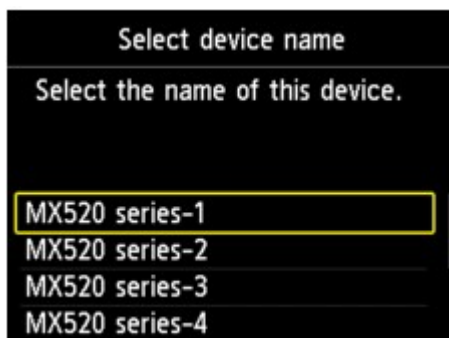 Select device name
Select the name of this device.
MX520 series-1
MX520 series-2
MX520 series-3
MX520 series-4